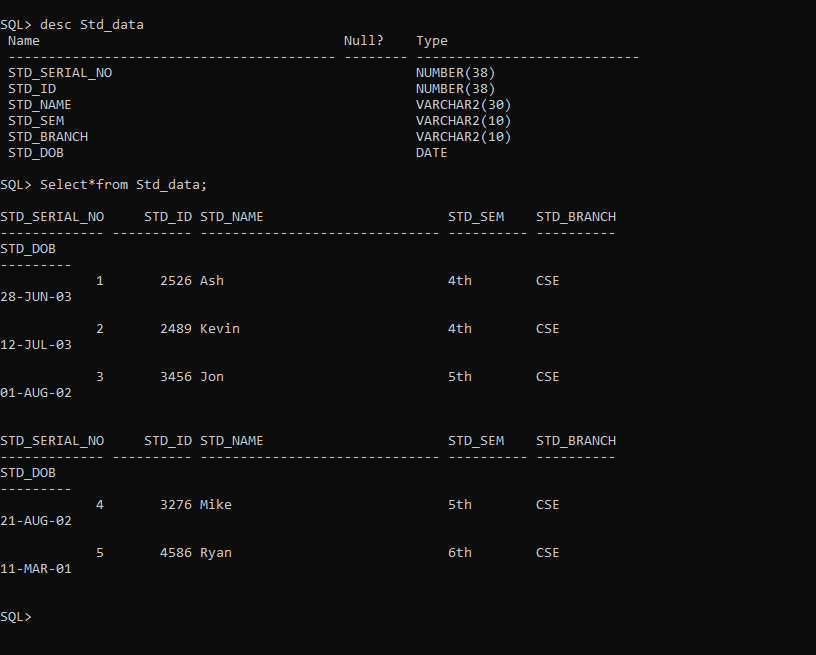 SQL> desc Std_data
 Name                                      Null?    Type
 ----------------------------------------- -------- ----------------------------
 STD_SERIAL_NO                                      NUMBER(38)
 STD_ID                                             NUMBER(38)
 STD_NAME                                           VARCHAR2(30)
 STD_SEM                                            VARCHAR2(10)
 STD_BRANCH                                         VARCHAR2(10)
 STD_DOB                                            DATE

SQL> Select*from Std_data;

STD_SERIAL_NO     STD_ID STD_NAME                       STD_SEM    STD_BRANCH
------------- ---------- ------------------------------ ---------- ----------
STD_DOB
---------
            1       2526 Ash                            4th        CSE
28-JUN-03

            2       2489 Kevin                          4th        CSE
12-JUL-03

            3       3456 Jon                            5th        CSE
01-AUG-02


STD_SERIAL_NO     STD_ID STD_NAME                       STD_SEM    STD_BRANCH
------------- ---------- ------------------------------ ---------- ----------
STD_DOB
---------
            4       3276 Mike                           5th        CSE
21-AUG-02

            5       4586 Ryan                           6th        CSE
11-MAR-01


SQL>